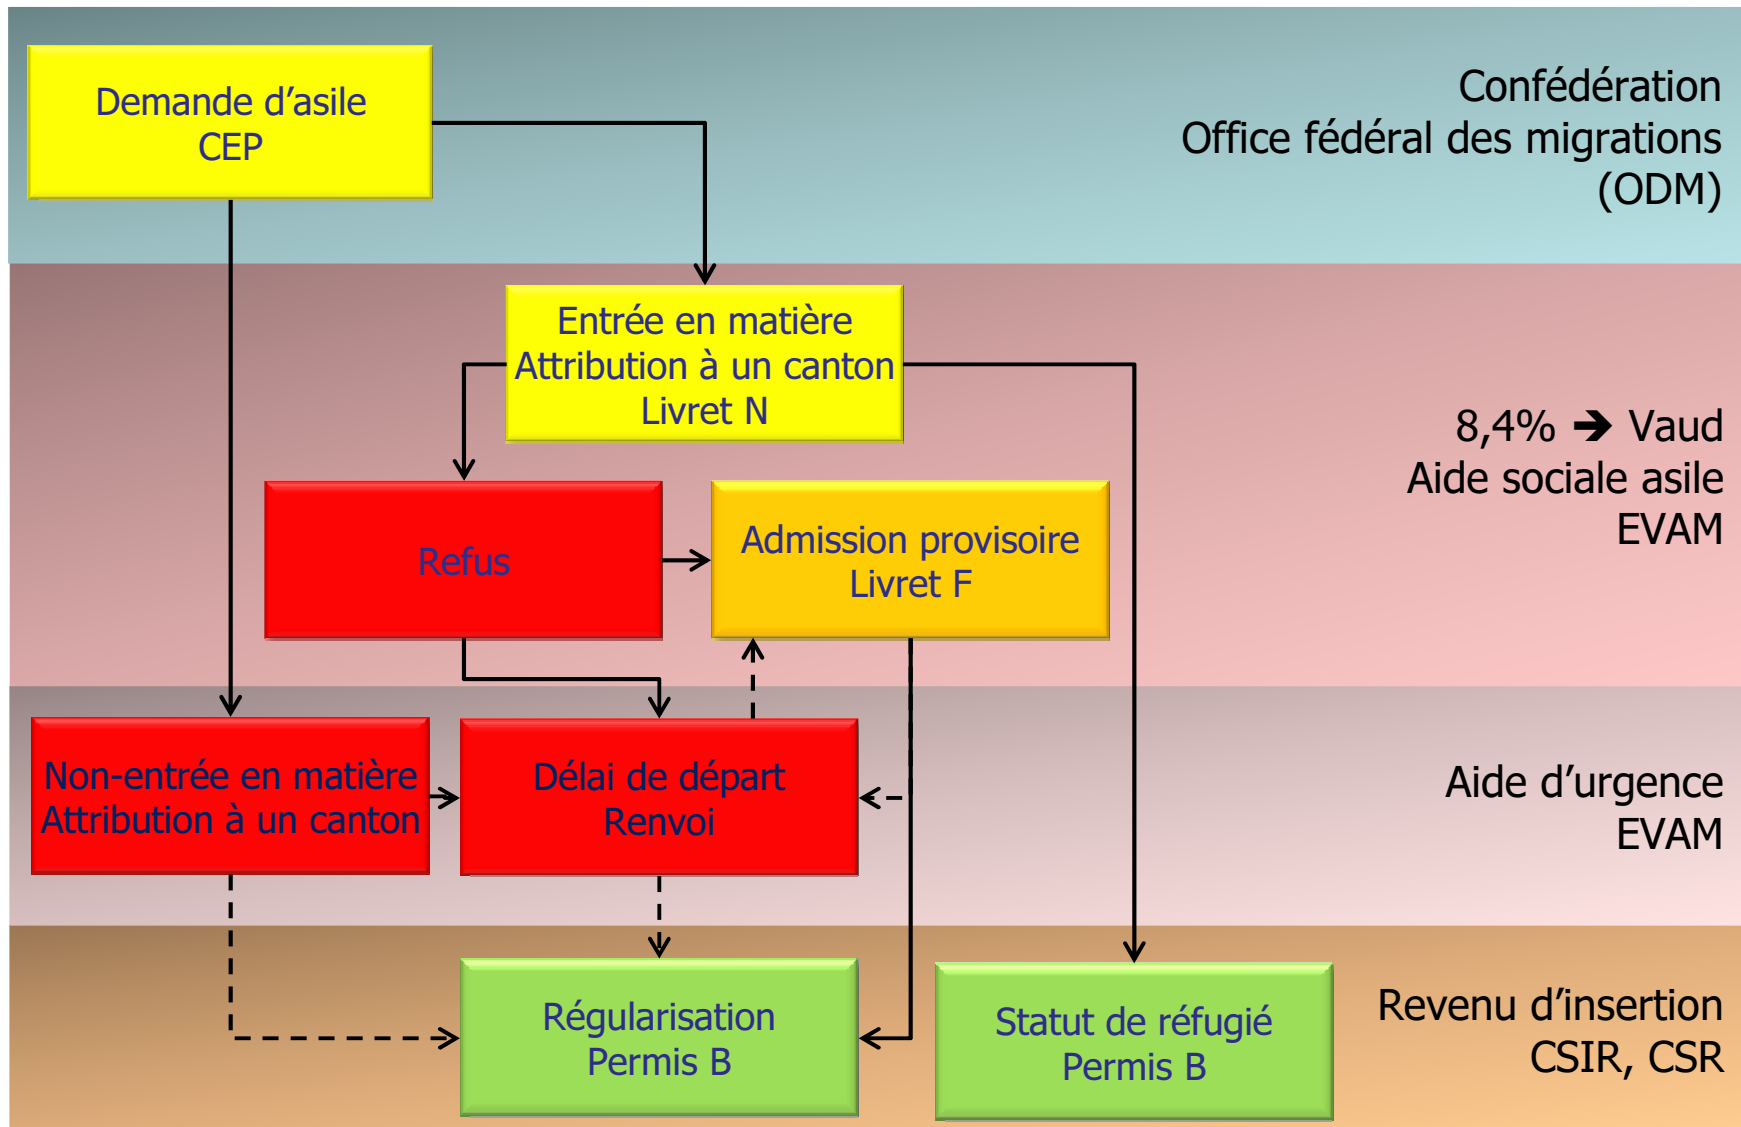 Demande d'asile
CEP
Confédération
Office fédéral des migrations
(ODM)
Entrée en matière
Attribution à un canton
Livret N
8,4% ➔ Vaud
Aide sociale asile
EVAM
Refus
Admission provisoire
Livret F
Non-entrée en matière
Attribution à un canton
Délai de départ
Renvoi
Aide d'urgence
EVAM
Régularisation
Permis B
Statut de réfugié
Permis B
Revenu d'insertion
CSIR, CSR